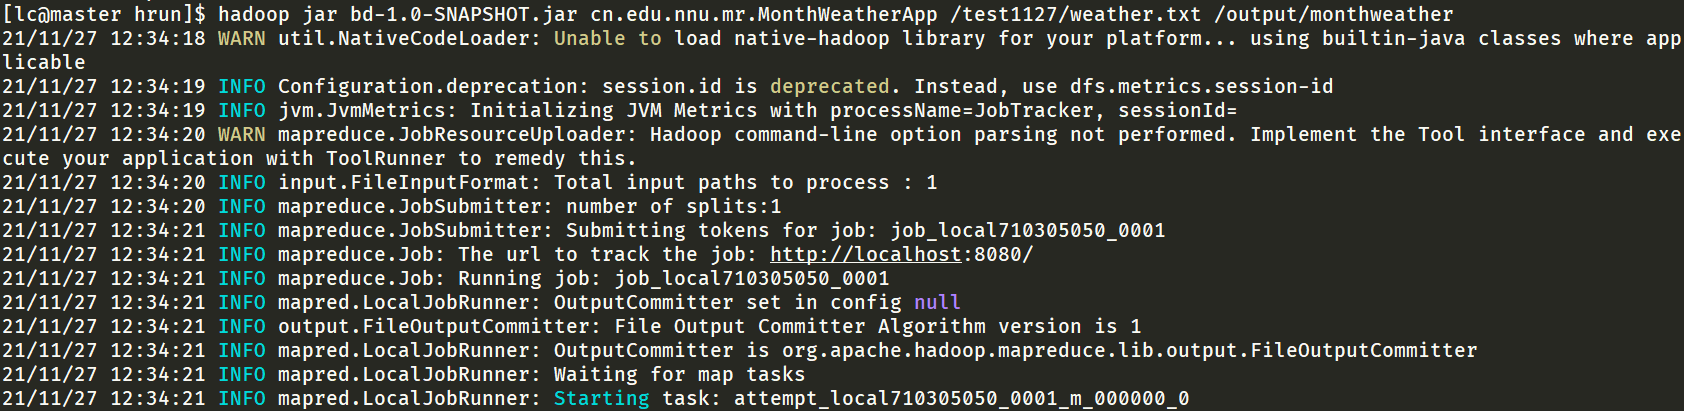 [lc@master hrun]$ hadoop jar bd-1.0-SNAPSHOT.jar cn.edu.nnu.mr.MonthWeatherApp /test1127/weather.txt /output/monthweather
21/11/27 12:34:18 WARN util.NativeCodeLoader: Unable to load native-hadoop library for your platform... using builtin-java classes where app
licable
21/11/27 12:34:19 INFO Configuration.deprecation: session.id is deprecated. Instead, use dfs.metrics.session-id
21/11/27 12:34:19 INFO jvm.JvmMetrics: Initializing JVM Metrics with processName=JobTracker, sessionId=
21/11/27 12:34:20 WARN mapreduce.JobResourceUploader: Hadoop command-line option parsing not performed. Implement the Tool interface and exe
cute your application with ToolRunner to remedy this.
21/11/27 12:34:20 INFO input.FileInputFormat: Total input paths to process : 1
21/11/27 12:34:20 INFO mapreduce.JobSubmitter: number of splits:1
21/11/27 12:34:21 INFO mapreduce.JobSubmitter: Submitting tokens for job: job_local710305050_0001
21/11/27 12:34:21 INFO mapreduce.Job: The url to track the job: http://localhost:8080/
21/11/27 12:34:21 INFO mapreduce.Job: Running job: job_local710305050_0001
21/11/27 12:34:21 INFO mapred.LocalJobRunner: OutputCommitter set in config null
21/11/27 12:34:21 INFO output.FileOutputCommitter: File Output Committer Algorithm version is 1
21/11/27 12:34:21 INFO mapred.LocalJobRunner: OutputCommitter is org.apache.hadoop.mapreduce.lib.output.FileOutputCommitter
21/11/27 12:34:21 INFO mapred.LocalJobRunner: Waiting for map tasks
21/11/27 12:34:21 INFO mapred.LocalJobRunner: Starting task: attempt_local710305050_0001_m_000000_0